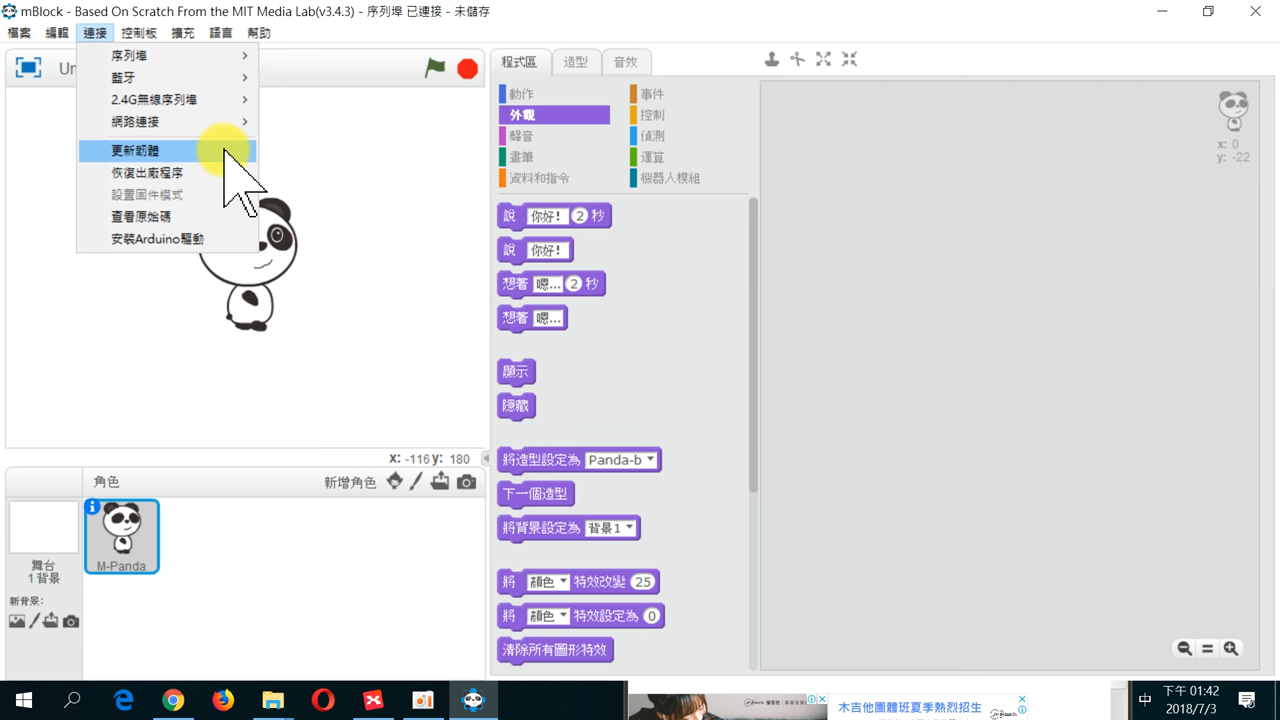 mBlock - Based On Scratch From the MIT Media Lab(v3.4.3) - 序列埠 已連接 - 未儲存
檔案 編輯 連接 控制板 擴充 語言 幫助
序列埠
藍牙
2.4G無線序列埠
網路連接
更新韌體
恢復出廠程序
設置固件模式
查看原始碼
安裝Arduino驅動
Un
x: -116 y: 180
角色
新增角色
M-Panda
舞台
1 背景
新背景:
程式區 造型 音效
動作 事件
外觀 控制
聲音 偵測
畫筆 運算
資料和指令 機器人模組
說 你好! 2 秒
說 你好!
想著 嗯... 2 秒
想著 嗯...
顯示
隱藏
將造型設定為 Panda-b
下一個造型
將背景設定為 背景1
將 顏色 特效改變 25
將 顏色 特效設定為 0
清除所有圖形特效
x: 0
y: -22
木吉他團體班夏季熱烈招生
中
下午 01:42
2018/7/3